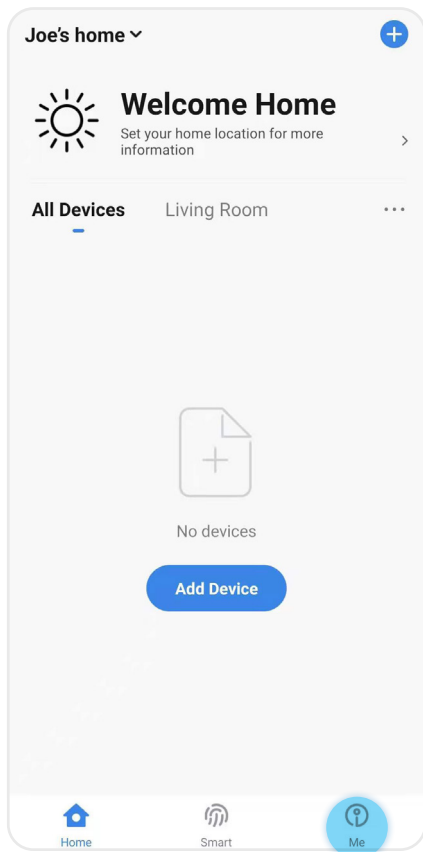 Joe's home
Welcome Home
Set your home location for more
information
All Devices
Living Room
No devices
Add Device
Home
Smart
Me